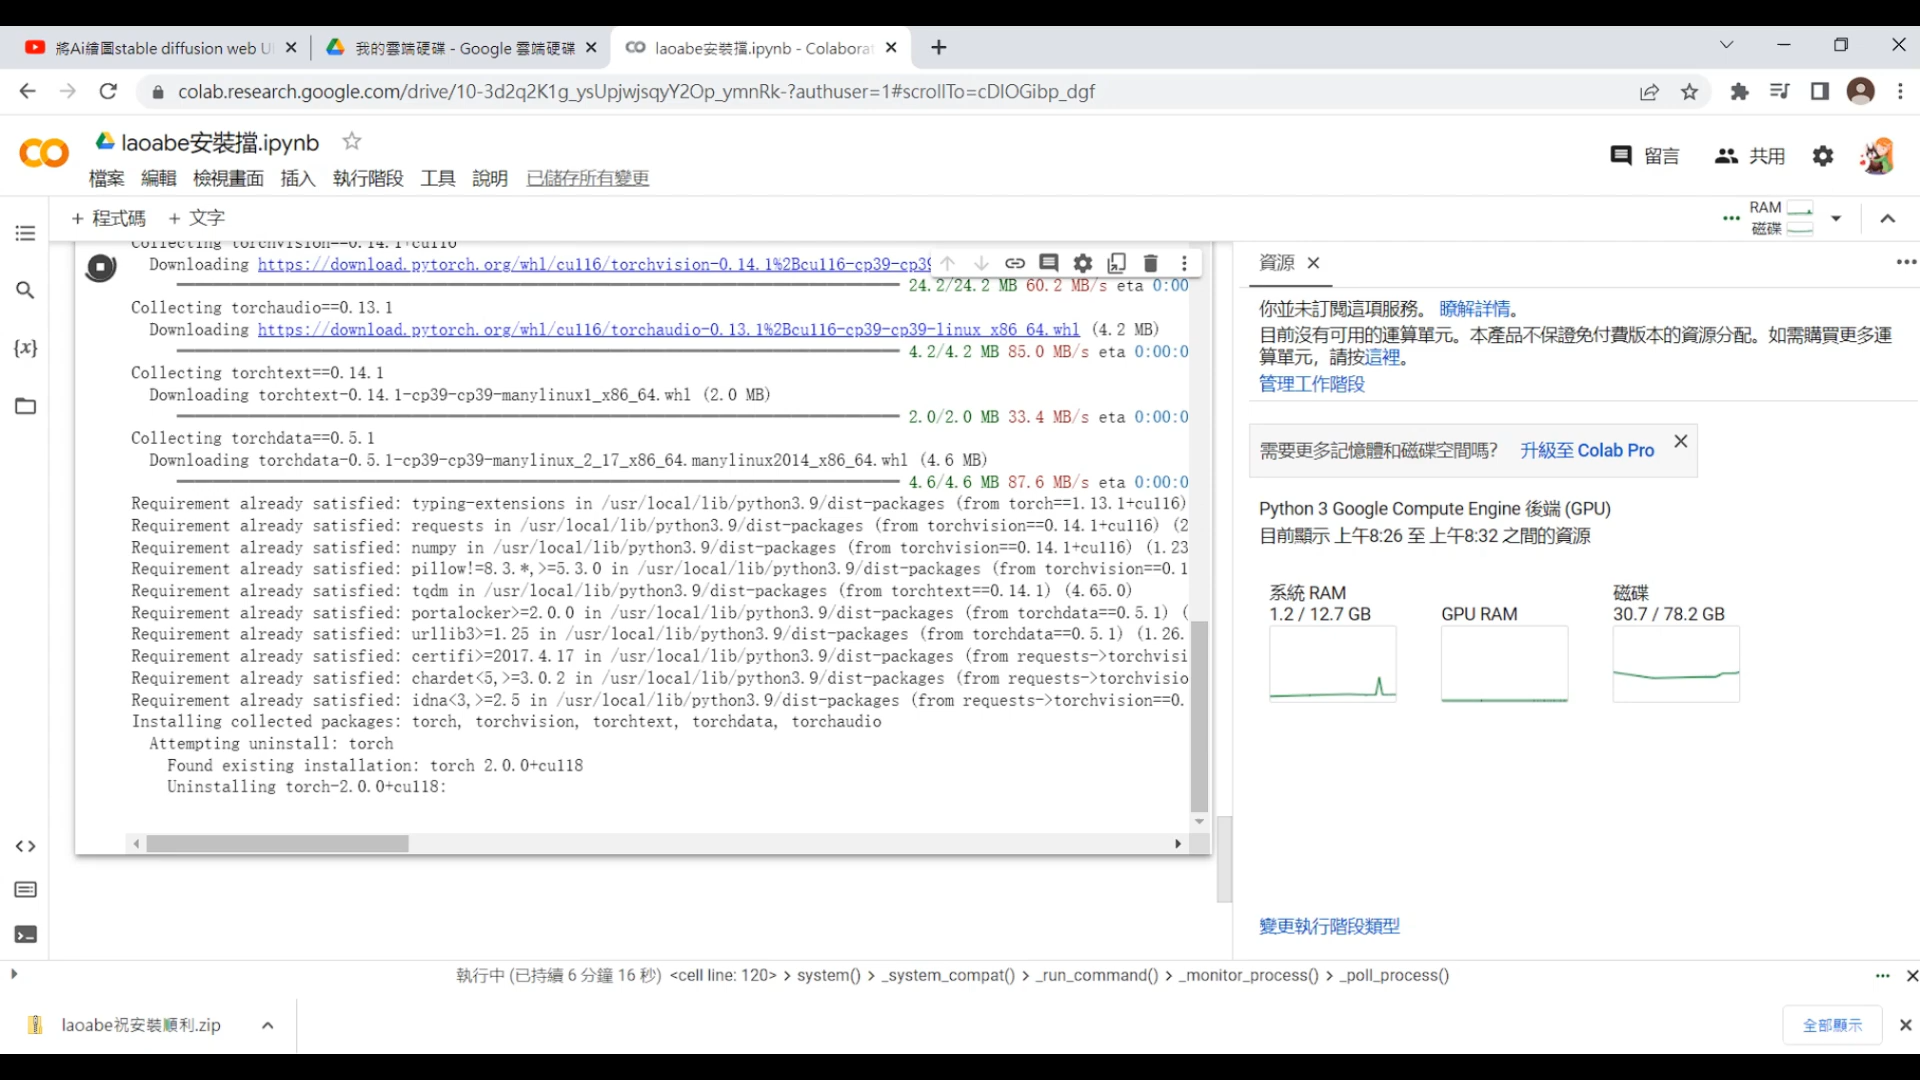 將Ai繪圖stable diffusion web U
我的雲端硬碟 - Google 雲端硬碟
laoabe安裝擋.ipynb - Colaborat
colab.research.google.com/drive/10-3d2q2K1g_ysUpjwjsqyY2Op_ymnRk-?authuser=1#scrollTo=cDIOGibp_dgf
laoabe安裝擋.ipynb
檔案 編輯 檢視畫面 插入 執行階段 工具 說明 已儲存所有變更
留言 共用
+ 程式碼 + 文字
RAM
磁碟
Collecting torchvision==0.14.1+cu116
Downloading https://download.pytorch.org/whl/cu116/torchvision-0.14.1%2Bcu116-cp39-cp39
24.2/24.2 MB 60.2 MB/s eta 0:00
Collecting torchaudio==0.13.1
Downloading https://download.pytorch.org/whl/cu116/torchaudio-0.13.1%2Bcu116-cp39-cp39-linux_x86_64.whl (4.2 MB)
4.2/4.2 MB 85.0 MB/s eta 0:00:0
Collecting torchtext==0.14.1
Downloading torchtext-0.14.1-cp39-cp39-manylinux1_x86_64.whl (2.0 MB)
2.0/2.0 MB 33.4 MB/s eta 0:00:0
Collecting torchdata==0.5.1
Downloading torchdata-0.5.1-cp39-cp39-manylinux_2_17_x86_64.manylinux2014_x86_64.whl (4.6 MB)
4.6/4.6 MB 87.6 MB/s eta 0:00:0
Requirement already satisfied: typing-extensions in /usr/local/lib/python3.9/dist-packages (from torch==1.13.1+cu116)
Requirement already satisfied: requests in /usr/local/lib/python3.9/dist-packages (from torchvision==0.14.1+cu116) (2
Requirement already satisfied: numpy in /usr/local/lib/python3.9/dist-packages (from torchvision==0.14.1+cu116) (1.23
Requirement already satisfied: pillow!=8.3.*,>=5.3.0 in /usr/local/lib/python3.9/dist-packages (from torchvision==0.1
Requirement already satisfied: tqdm in /usr/local/lib/python3.9/dist-packages (from torchtext==0.14.1) (4.65.0)
Requirement already satisfied: portalocker>=2.0.0 in /usr/local/lib/python3.9/dist-packages (from torchdata==0.5.1) (
Requirement already satisfied: urllib3>=1.25 in /usr/local/lib/python3.9/dist-packages (from torchdata==0.5.1) (1.26.
Requirement already satisfied: certifi>=2017.4.17 in /usr/local/lib/python3.9/dist-packages (from requests->torchvisi
Requirement already satisfied: chardet<5,>=3.0.2 in /usr/local/lib/python3.9/dist-packages (from requests->torchvisio
Requirement already satisfied: idna<3,>=2.5 in /usr/local/lib/python3.9/dist-packages (from requests->torchvision==0.
Installing collected packages: torch, torchvision, torchtext, torchdata, torchaudio
Attempting uninstall: torch
Found existing installation: torch 2.0.0+cu118
Uninstalling torch-2.0.0+cu118:
資源
你並未訂閱這項服務。 瞭解詳情。
目前沒有可用的運算單元。本產品不保證免付費版本的資源分配。如需購買更多運
算單元，請按這裡。
管理工作階段
需要更多記憶體和磁碟空間嗎? 升級至 Colab Pro
Python 3 Google Compute Engine 後端 (GPU)
目前顯示 上午8:26 至 上午8:32 之間的資源
系統 RAM
1.2 / 12.7 GB
GPU RAM
磁碟
30.7 / 78.2 GB
變更執行階段類型
執行中 (已持續 6 分鐘 16 秒) <cell line: 120> > system() > _system_compat() > _run_command() > _monitor_process() > _poll_process()
laoabe祝安裝順利.zip
全部顯示